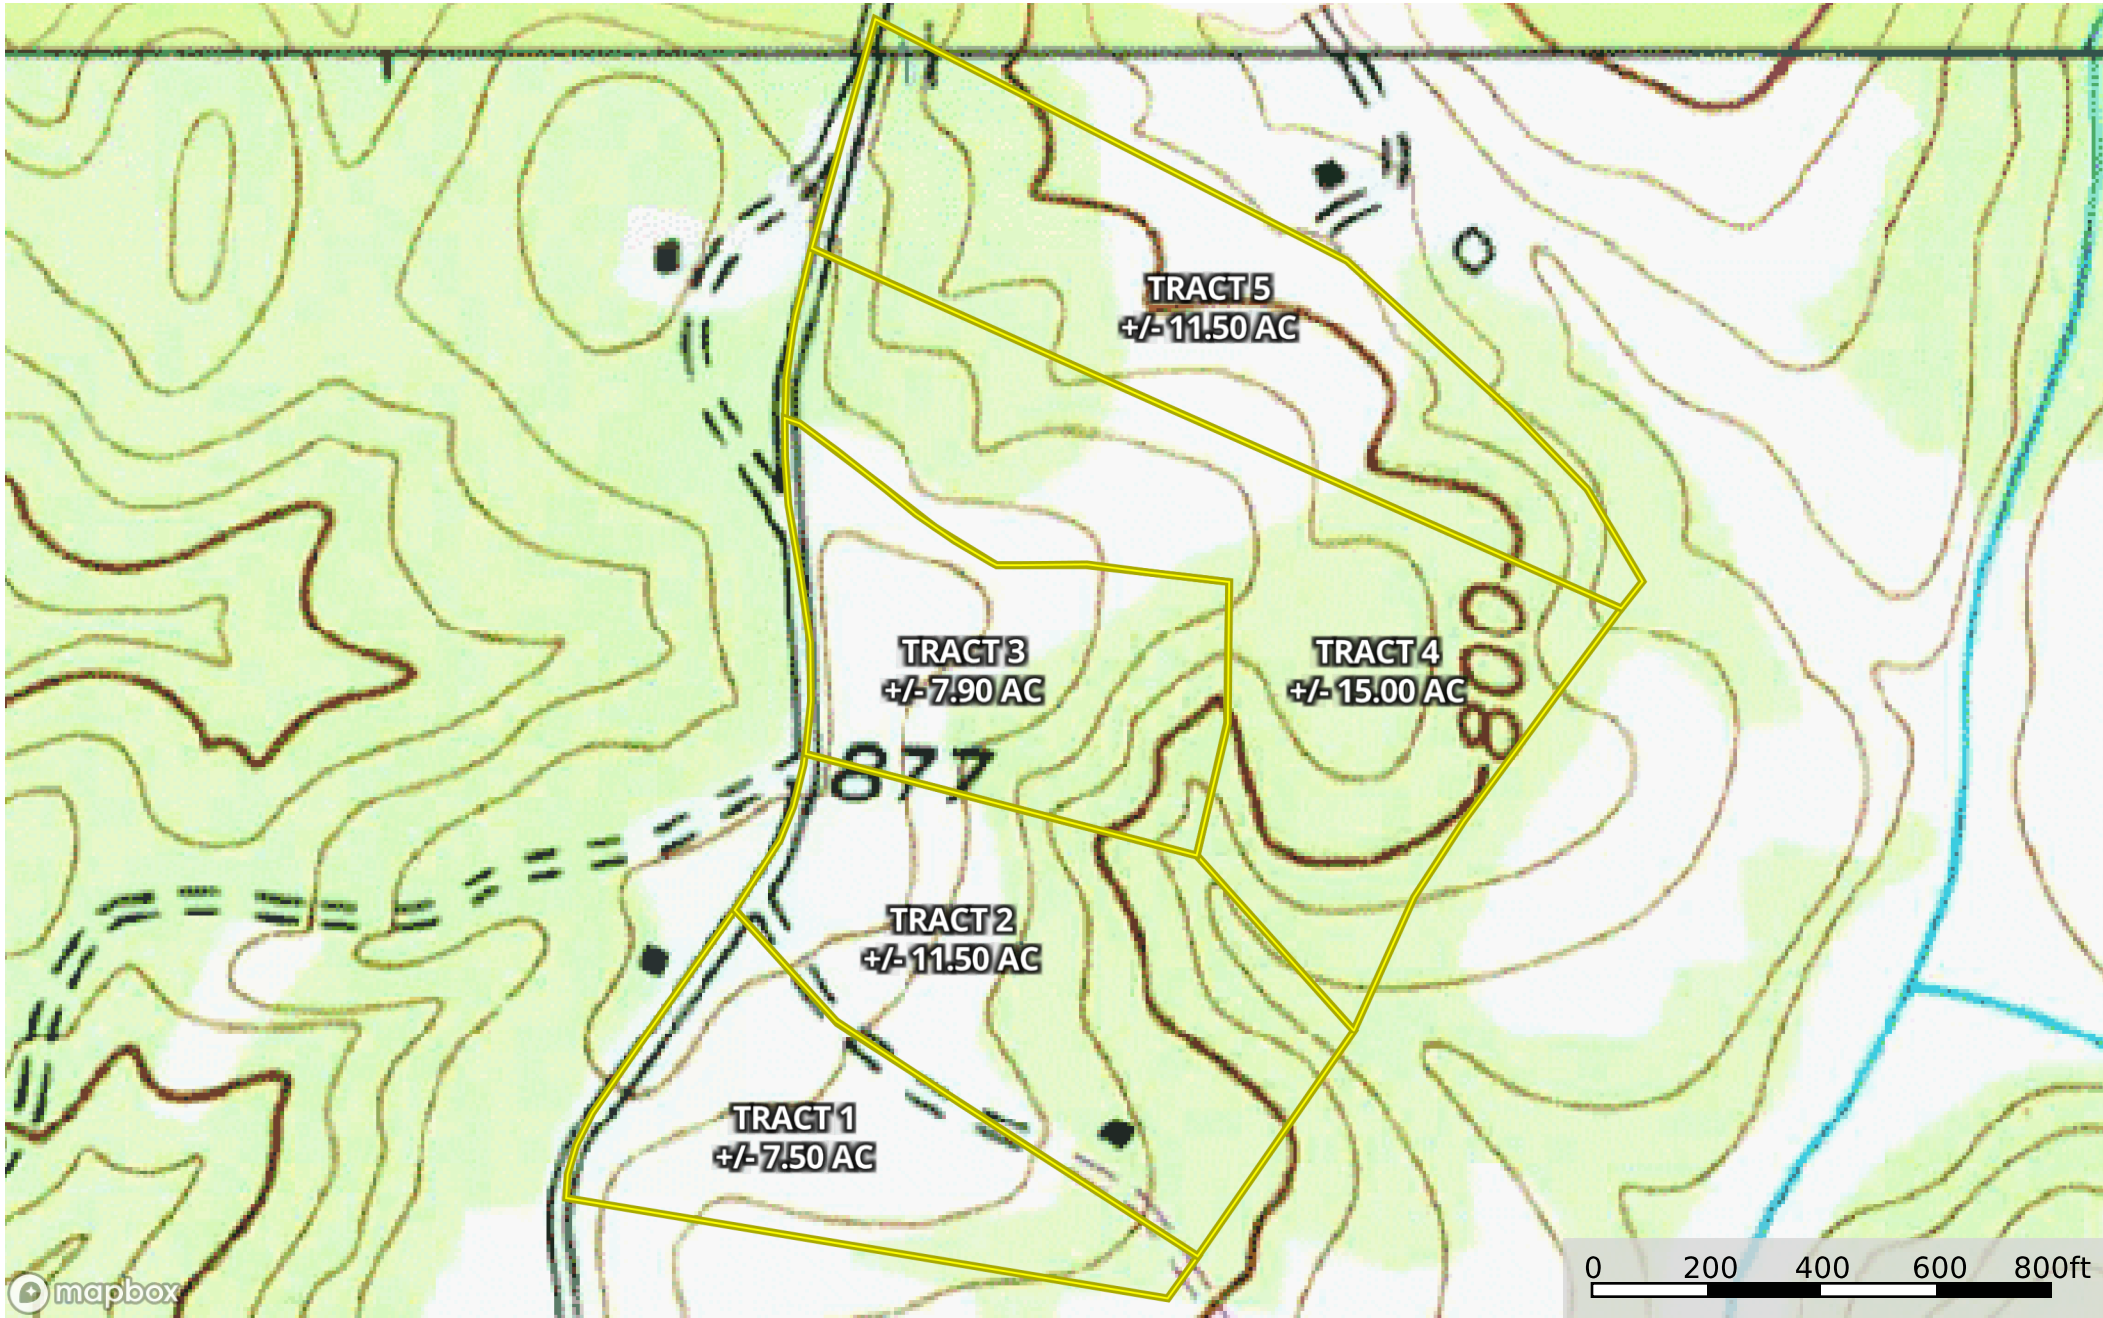 TRACT 5
+/- 11.50 AC
TRACT 3
+/- 7.90 AC
TRACT 4
+/- 15.00 AC
800
877
TRACT 2
+/- 11.50 AC
TRACT 1
+/- 7.50 AC
0 200 400 600 800ft
mapbox